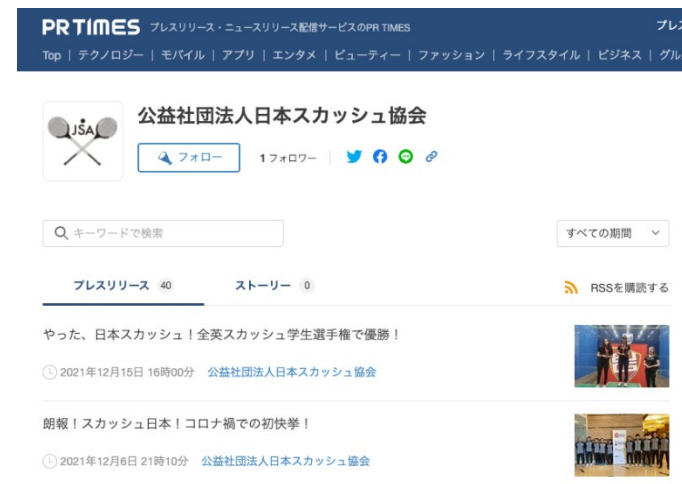 PR TIMES プレスリリース・ニュースリリース配信サービスのPR TIMES プレ
Top | テクノロジー | モバイル | アプリ | エンタメ | ビューティー | ファッション | ライフスタイル | ビジネス | グル
JSA
公益社団法人日本スカッシュ協会
フォロー 1 フォロワー
キーワードで検索 すべての期間
プレスリリース 40 ストーリー 0 RSSを購読する
やった、日本スカッシュ！全英スカッシュ学生選手権で優勝！
2021年12月15日 16時00分 公益社団法人日本スカッシュ協会
朗報！スカッシュ日本！コロナ禍での初快挙！
2021年12月6日 21時10分 公益社団法人日本スカッシュ協会